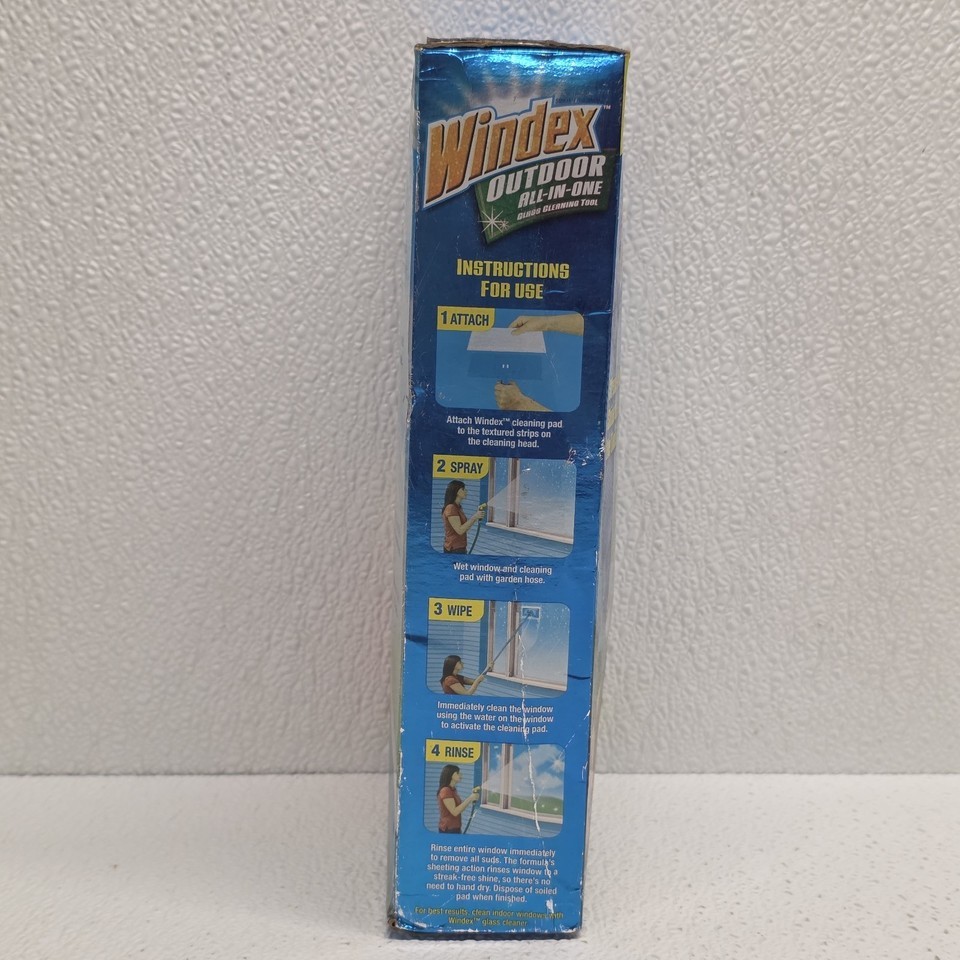 Windex™
OUTDOOR
ALL-IN-ONE
GLASS CLEANING TOOL
INSTRUCTIONS
FOR USE
1 ATTACH
Attach Windex™ cleaning pad
to the textured strips on
the cleaning head.
2 SPRAY
Wet window and cleaning
pad with garden hose.
3 WIPE
Immediately clean the window
using the water on the window
to activate the cleaning pad.
4 RINSE
Rinse entire window immediately
to remove all suds. The formula's
sheeting action rinses window to a
streak-free shine, so there's no
need to hand dry. Dispose of soiled
pad when finished.
For best results, clean indoor windows with
Windex™ glass cleaner.